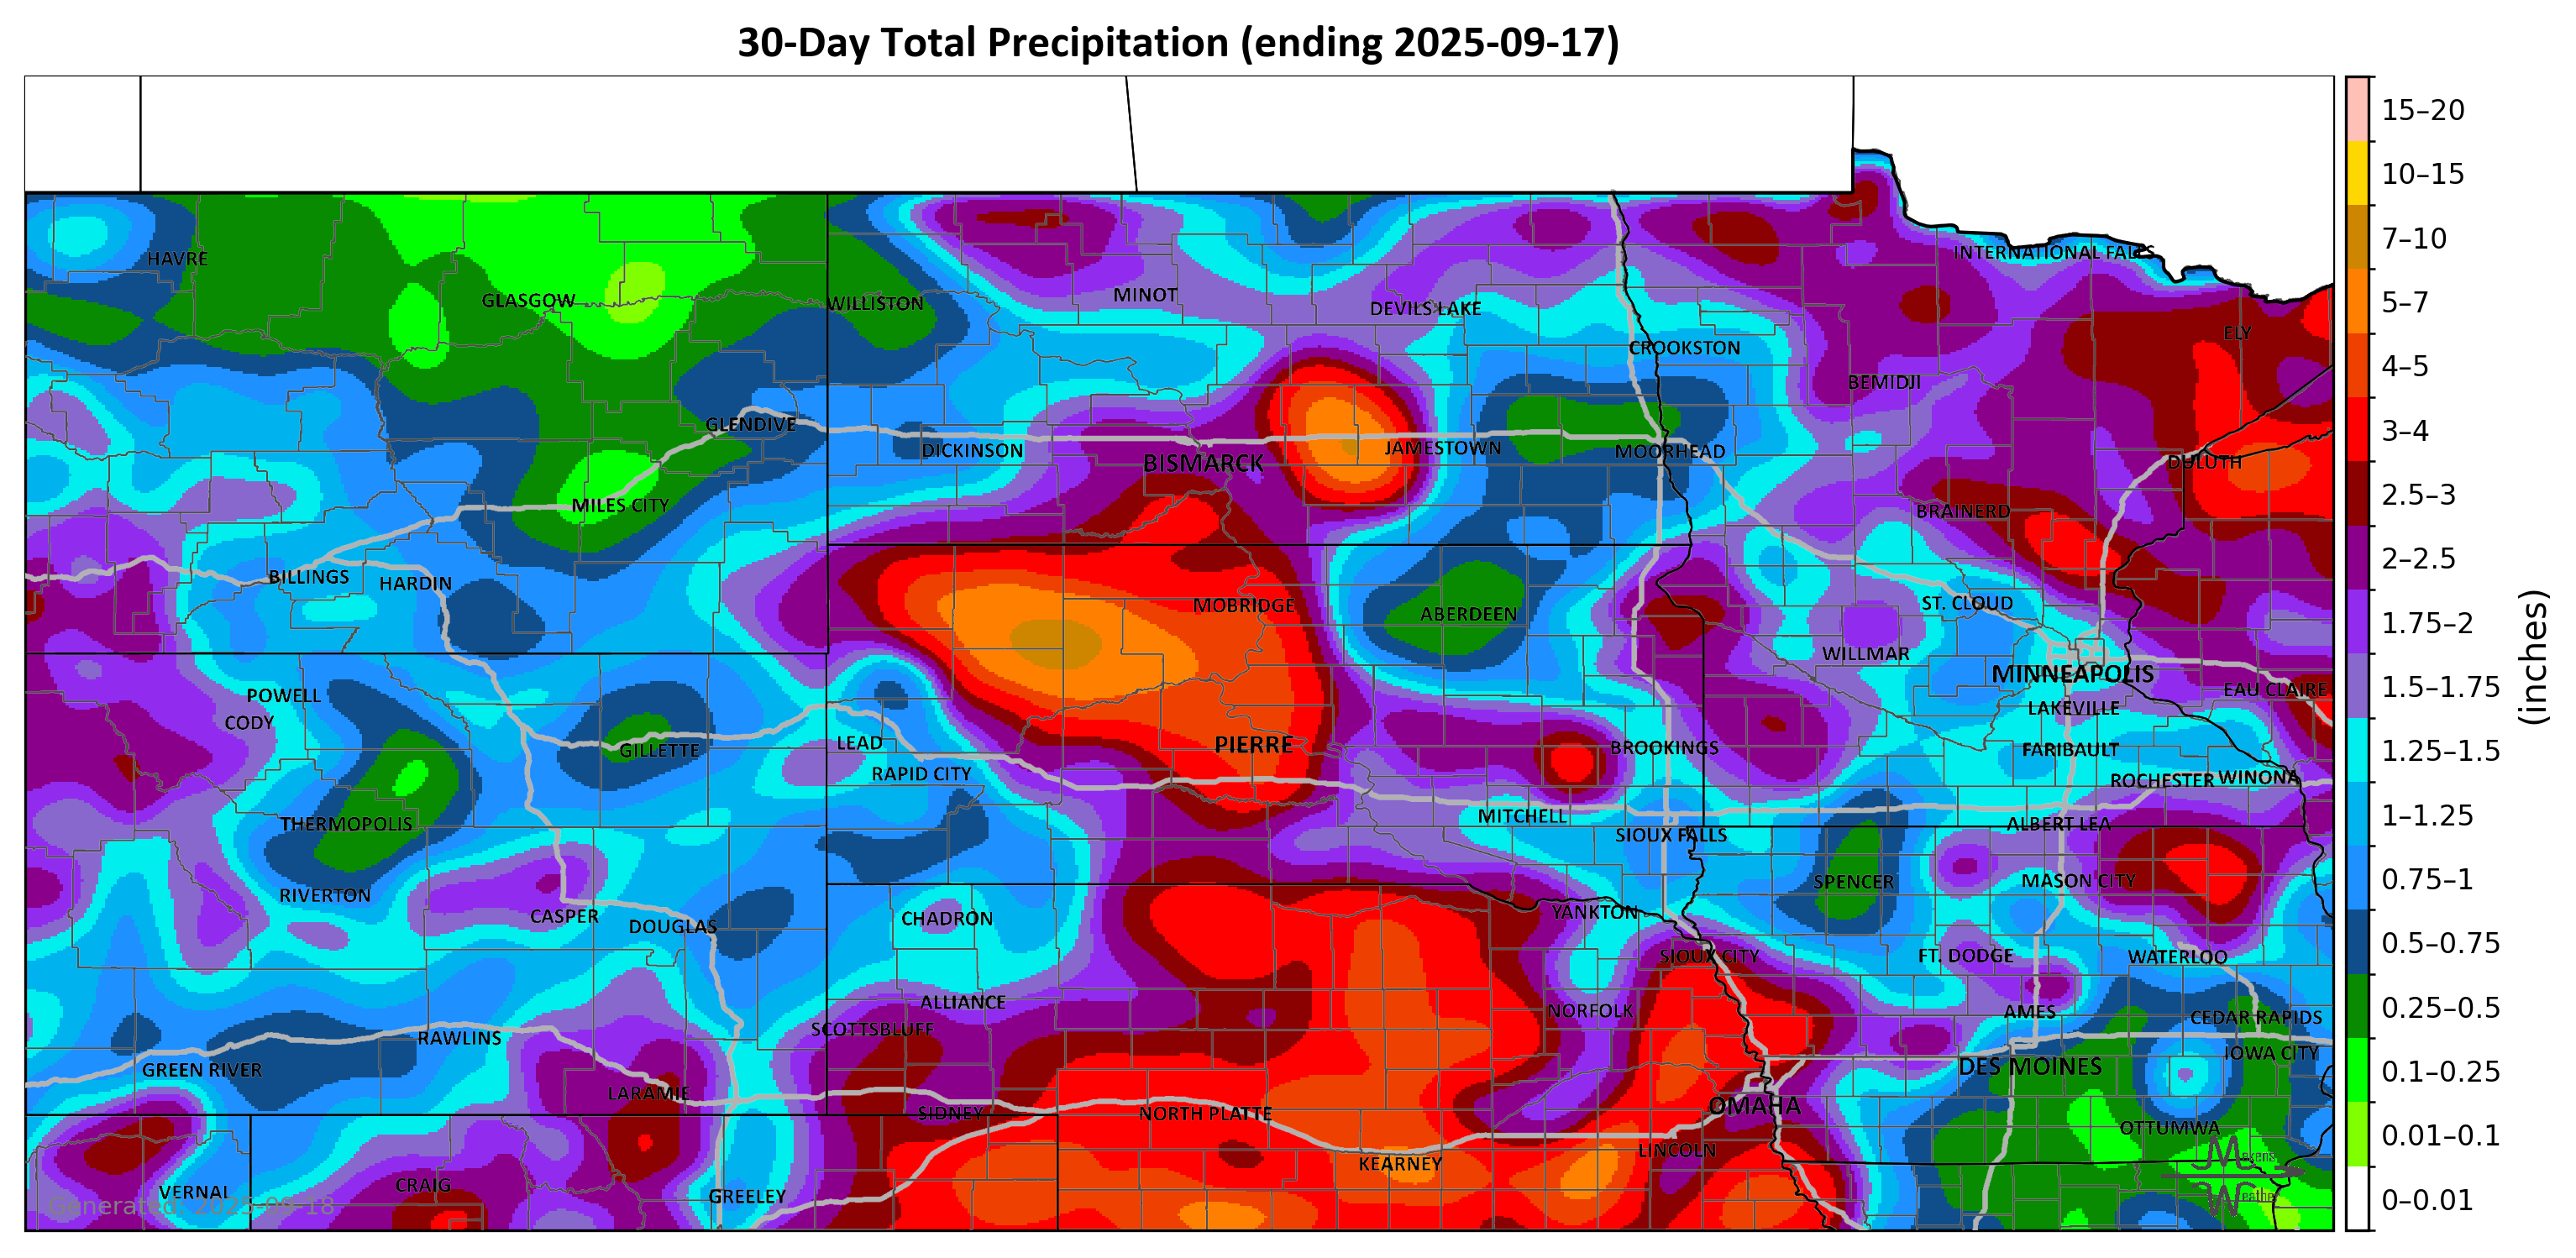 30-Day Total Precipitation (ending 2025-09-17)
15–20
10–15
7–10
5–7
4–5
3–4
2.5–3
2–2.5
1.75–2
1.5–1.75
1.25–1.5
1–1.25
0.75–1
0.5–0.75
0.25–0.5
0.1–0.25
0.01–0.1
0–0.01
(inches)
HAVRE
INTERNATIONAL FALLS
GLASGOW
WILLISTON
MINOT
DEVILS LAKE
ELY
CROOKSTON
BEMIDJI
GLENDIVE
DICKINSON
BISMARCK
JAMESTOWN
MOORHEAD
DULUTH
MILES CITY
BRAINERD
BILLINGS
HARDIN
MOBRIDGE
ABERDEEN
ST. CLOUD
WILLMAR
MINNEAPOLIS
POWELL
CODY
EAU CLAIRE
LAKEVILLE
GILLETTE
LEAD
RAPID CITY
PIERRE
BROOKINGS
FARIBAULT
ROCHESTER
WINONA
THERMOPOLIS
MITCHELL
SIOUX FALLS
ALBERT LEA
RIVERTON
CASPER
DOUGLAS
CHADRON
YANKTON
SPENCER
MASON CITY
SIOUX CITY
FT. DODGE
WATERLOO
ALLIANCE
SCOTTSBLUFF
NORFOLK
AMES
CEDAR RAPIDS
RAWLINS
GREEN RIVER
LARAMIE
SIDNEY
NORTH PLATTE
OMAHA
DES MOINES
IOWA CITY
OTTUMWA
KEARNEY
LINCOLN
VERNAL
CRAIG
GREELEY
Generated: 2025-09-18
Makens
Weather